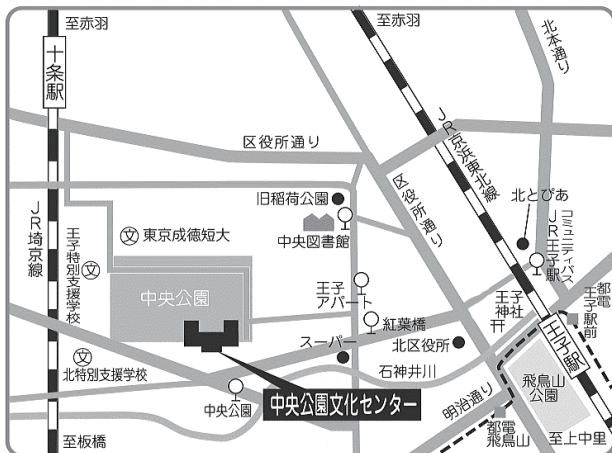 至赤羽
十条駅
JR埼京線
至板橋
至赤羽
JR京浜東北線
北本通り
区役所通り
区役所通り
旧稲荷公園
中央図書館
文
東京成徳短大
王子特別支援学校
文
中央公園
王子
アパート
紅葉橋
スーパー
北区役所
石神井川
文
北特別支援学校
中央公園
中央公園文化センター
北とぴあ
コミュニティバス
JR王子駅
王子
神社
都電
王子駅前
王子駅
飛鳥山
公園
明治通り
都電
飛鳥山
至上中里